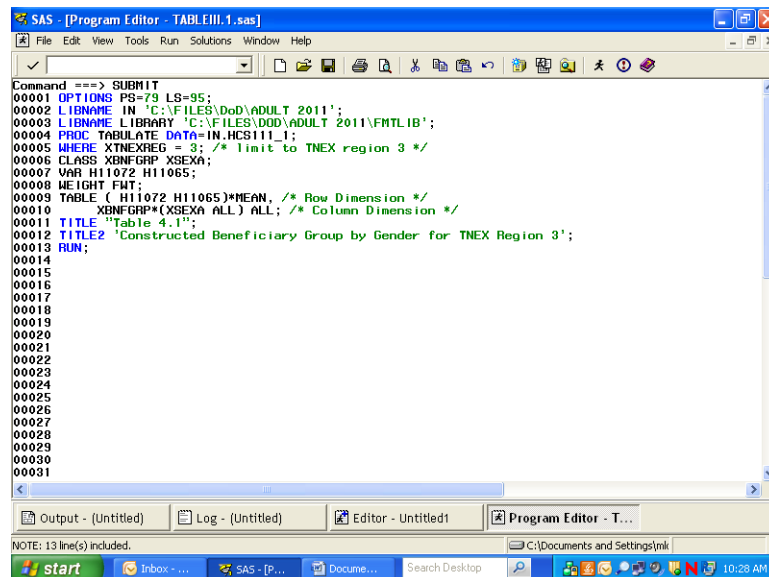 SAS - [Program Editor - TABLEIII.1.sas]
File Edit View Tools Run Solutions Window Help
Command ===> SUBMIT
00001 OPTIONS PS=79 LS=95;
00002 LIBNAME IN 'C:\FILES\DoD\ADULT 2011';
00003 LIBNAME LIBRARY 'C:\FILES\DOD\ADULT 2011\FMTLIB';
00004 PROC TABULATE DATA=IN.HCS111_1;
00005 WHERE XTNEXREG = 3; /* limit to TNEX region 3 */
00006 CLASS XBNFGRP XSEXA;
00007 VAR H11072 H11065;
00008 WEIGHT FWT;
00009 TABLE ( H11072 H11065)*MEAN, /* Row Dimension */
00010 XBNFGRP*(XSEXA ALL) ALL; /* Column Dimension */
00011 TITLE "Table 4.1";
00012 TITLE2 'Constructed Beneficiary Group by Gender for TNEX Region 3';
00013 RUN;
00014
00015
00016
00017
00018
00019
00020
00021
00022
00023
00024
00025
00026
00027
00028
00029
00030
00031
Output - (Untitled) Log - (Untitled) Editor - Untitled1 Program Editor - T...
NOTE: 13 line(s) included. C:\Documents and Settings\mk
start Inbox - ... SAS - [P... Docume... Search Desktop 10:28 AM